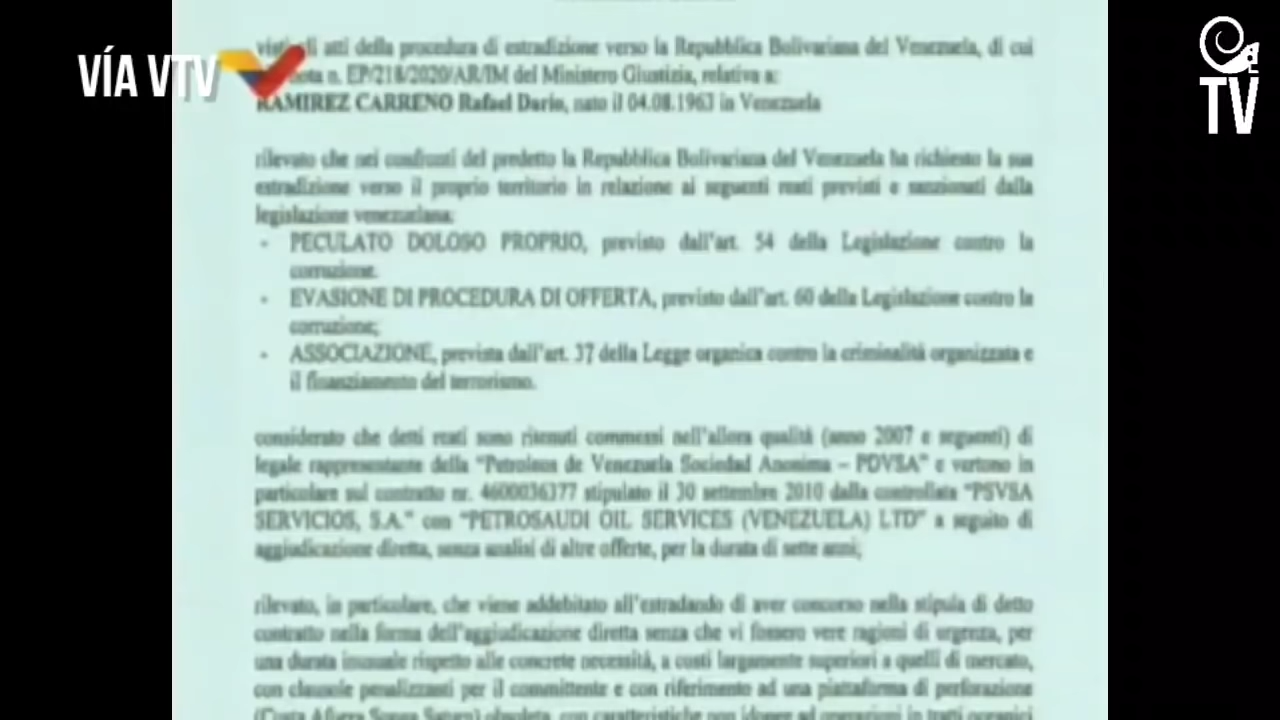 VÍA VTV
TV
visti gli atti della procedura di estradizione verso la Repubblica Bolivariana del Venezuela, di cui
nota n. EP/218/2020/AR/IM del Ministero Giustizia, relativa a:
RAMIREZ CARRENO Rafael Dario, nato il 04.08.1963 in Venezuela
rilevato che nei confronti del predetto la Repubblica Bolivariana del Venezuela ha richiesto la sua
estradizione verso il proprio territorio in relazione ai seguenti reati previsti e sanzionati dalla
legislazione venezuelana:
- PECULATO DOLOSO PROPRIO, previsto dall'art. 54 della Legislazione contro la
corruzione.
- EVASIONE DI PROCEDURA DI OFFERTA, previsto dall'art. 60 della Legislazione contro la
corruzione;
- ASSOCIAZIONE, prevista dall'art. 37 della Legge organica contro la criminalità organizzata e
il finanziamento del terrorismo.
considerato che detti reati sono ritenuti commessi nell'allora qualità (anno 2007 e seguenti) di
legale rappresentante della "Petroleos de Venezuela Sociedad Anonima – PDVSA" e vertono in
particolare sul contratto nr. 4600036377 stipulato il 30 settembre 2010 dalla controllata "PSVSA
SERVICIOS, S.A." con "PETROSAUDI OIL SERVICES (VENEZUELA) LTD" a seguito di
aggiudicazione diretta, senza analisi di altre offerte, per la durata di sette anni;
rilevato, in particolare, che viene addebitato all'estradando di aver concorso nella stipula di detto
contratto nella forma dell'aggiudicazione diretta senza che vi fossero vere ragioni di urgenza, per
una durata inusuale rispetto alle concrete necessità, a costi largamente superiori a quelli di mercato,
con clausole penalizzanti per il committente e con riferimento ad una piattaforma di perforazione
obsoleta, con caratteristiche non idonee ad operazioni in tratti oceanici